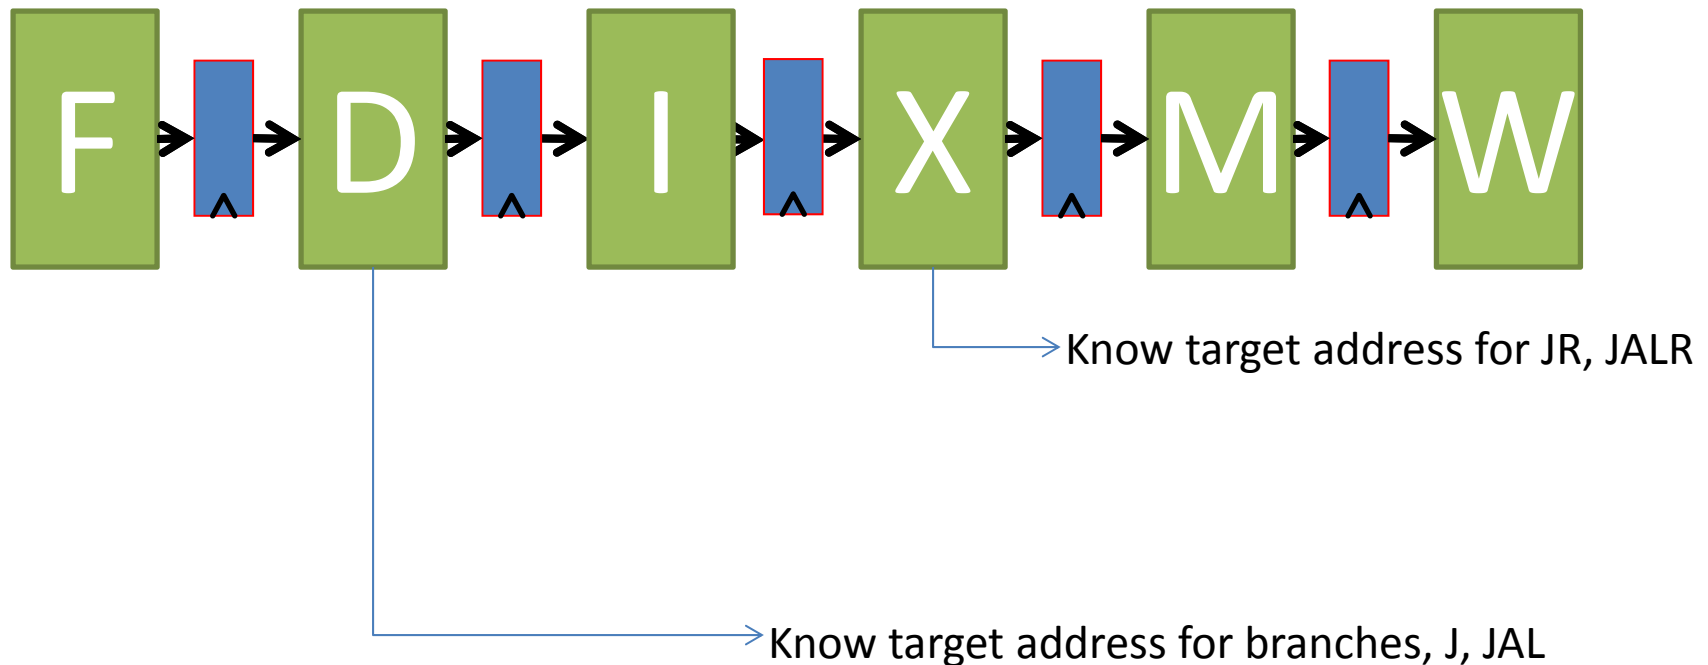 F D I X M W
Know target address for JR, JALR
Know target address for branches, J, JAL